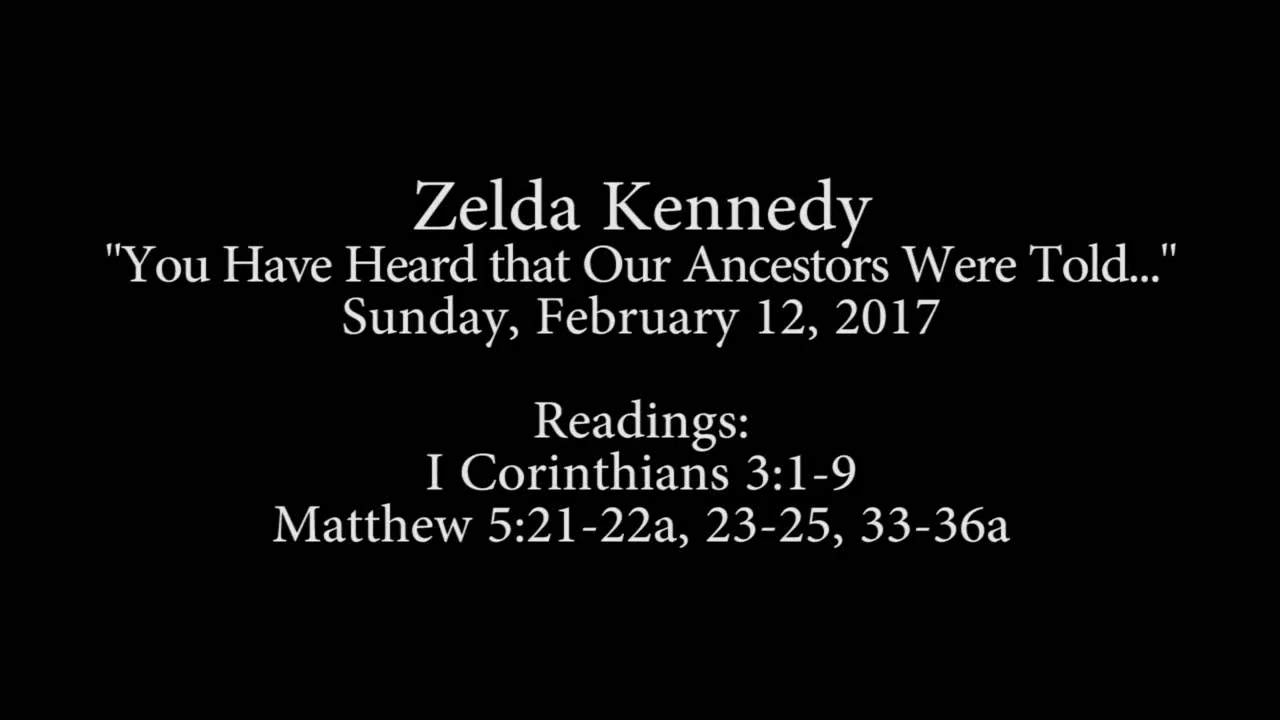 Zelda Kennedy
"You Have Heard that Our Ancestors Were Told..."
Sunday, February 12, 2017
Readings:
I Corinthians 3:1-9
Matthew 5:21-22a, 23-25, 33-36a